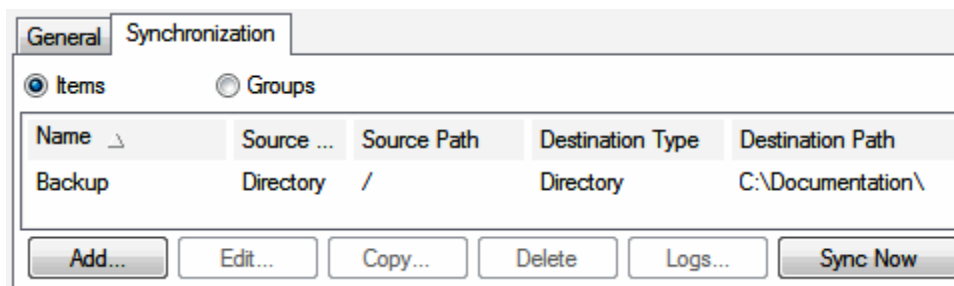 General Synchronization
Items Groups
Name Source ... Source Path Destination Type Destination Path
Backup Directory / Directory C:\Documentation\
Add... Edit... Copy... Delete Logs... Sync Now